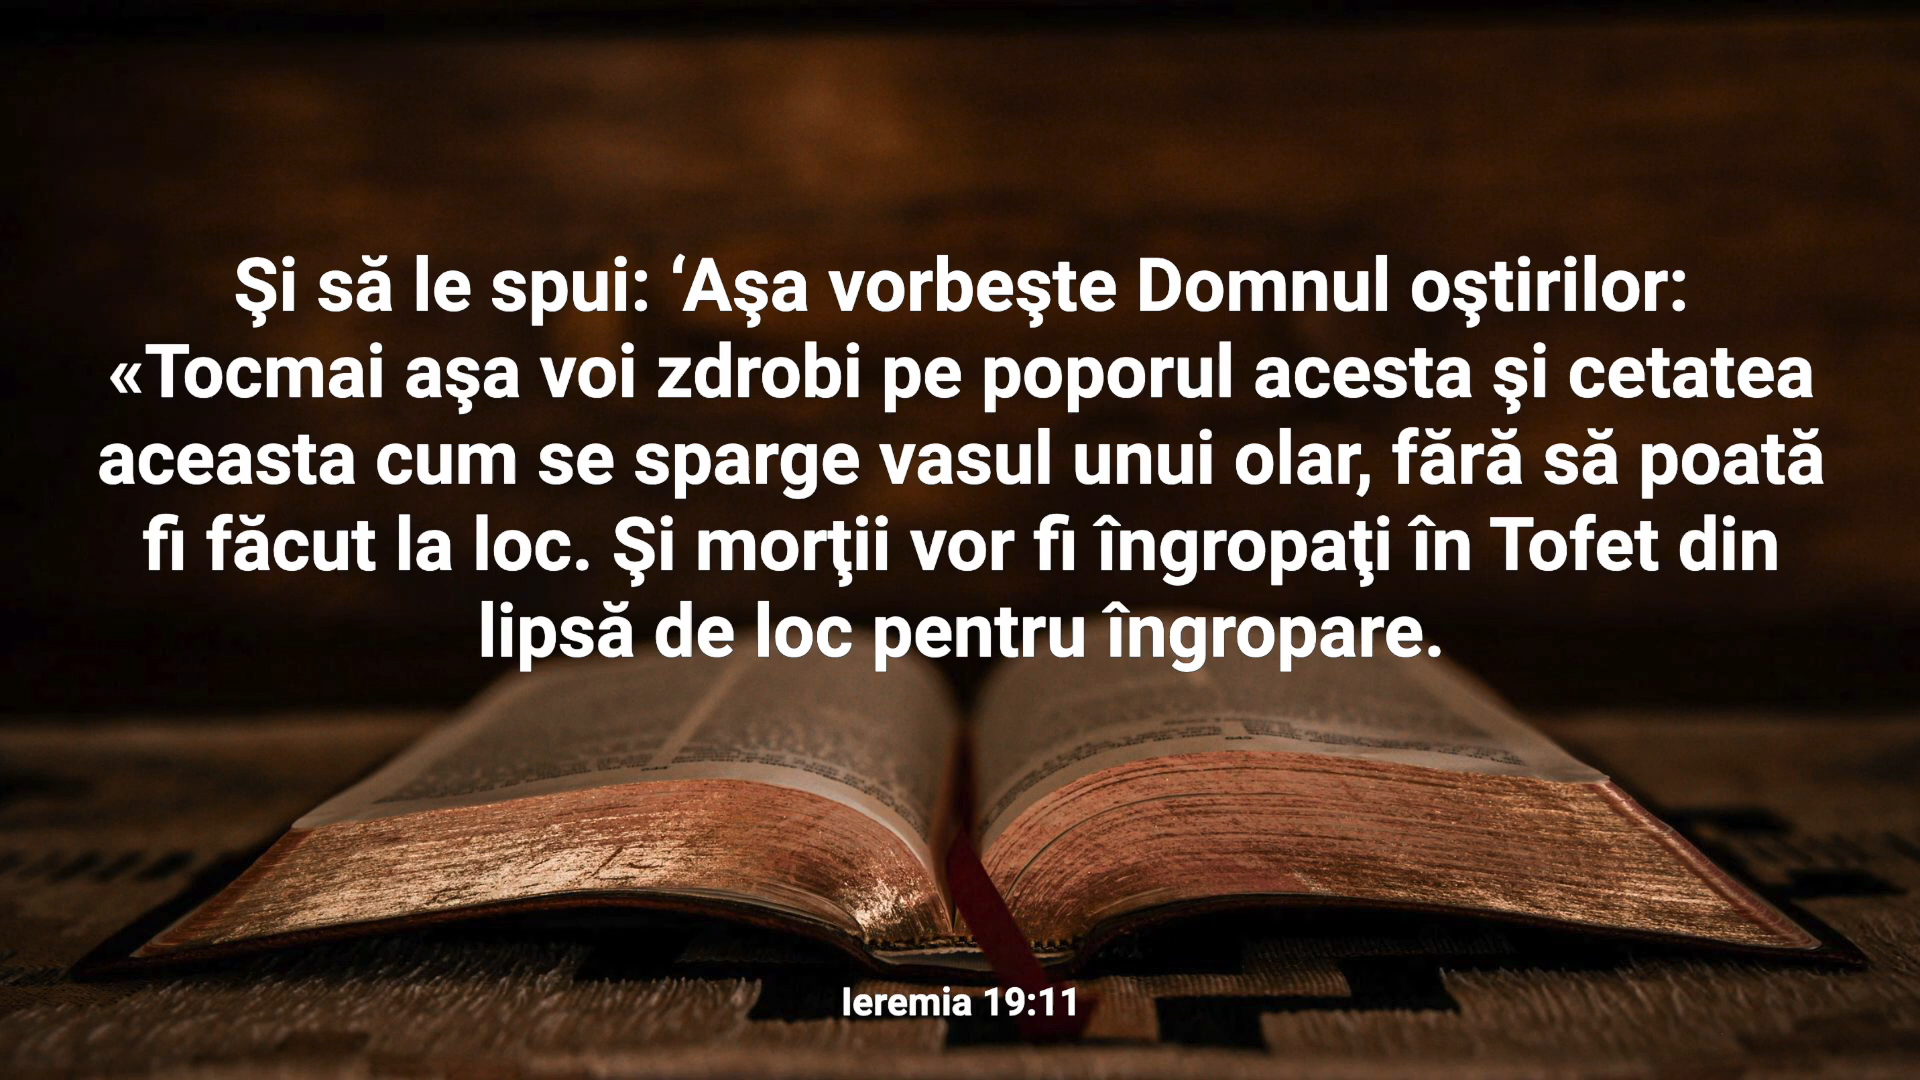 Şi să le spui: ‘Aşa vorbeşte Domnul oştirilor:
«Tocmai aşa voi zdrobi pe poporul acesta şi cetatea
aceasta cum se sparge vasul unui olar, fără să poată
fi făcut la loc. Şi morţii vor fi îngropaţi în Tofet din
lipsă de loc pentru îngropare.
Ieremia 19:11